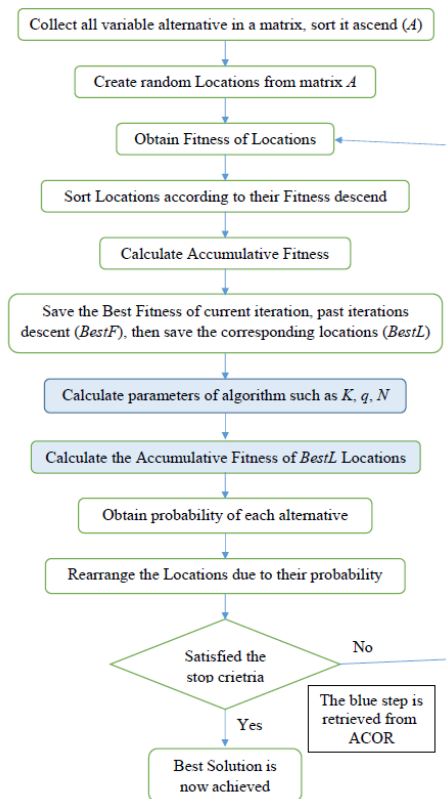 Collect all variable alternative in a matrix, sort it ascend (A)
Create random Locations from matrix A
Obtain Fitness of Locations
Sort Locations according to their Fitness descend
Calculate Accumulative Fitness
Save the Best Fitness of current iteration, past iterations
descent (BestF), then save the corresponding locations (BestL)
Calculate parameters of algorithm such as K, q, N
Calculate the Accumulative Fitness of BestL Locations
Obtain probability of each alternative
Rearrange the Locations due to their probability
Satisfied the
stop crietria
No
The blue step is
retrieved from
ACOR
Yes
Best Solution is
now achieved